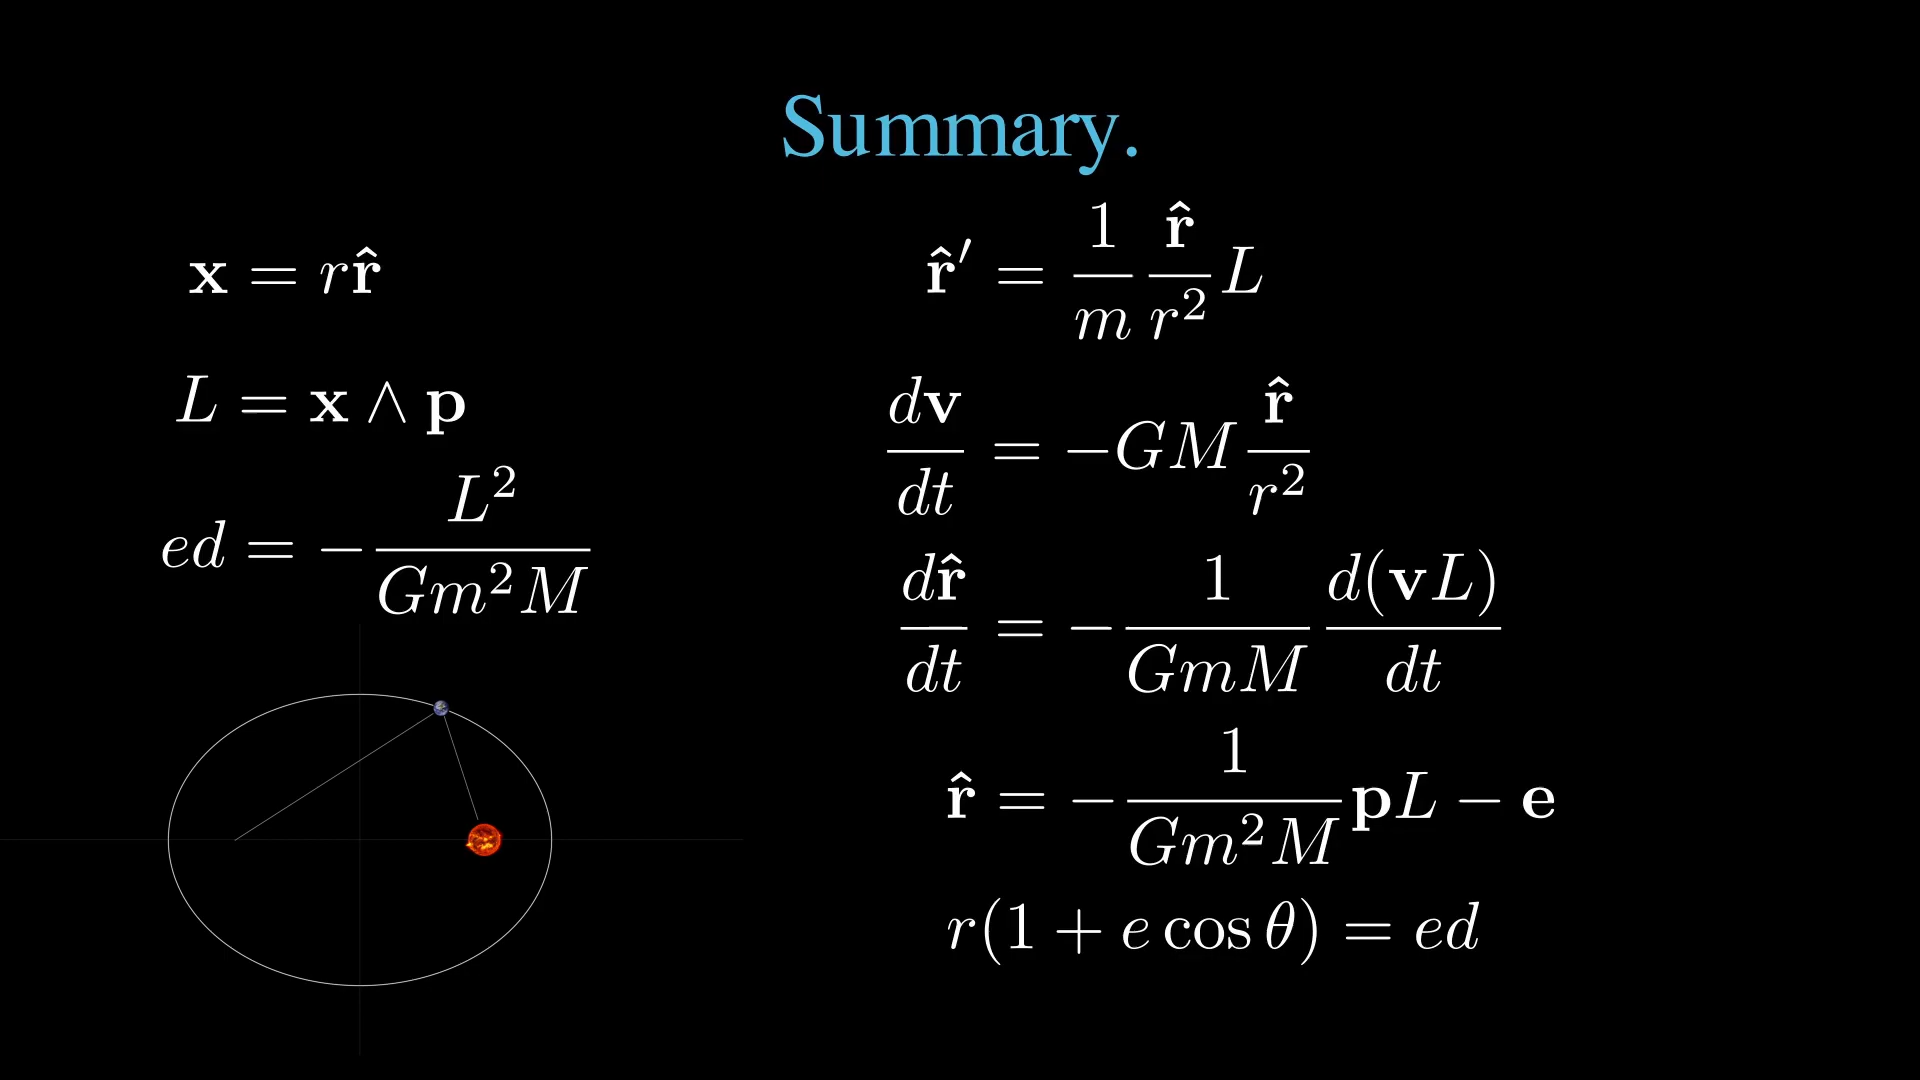 Summary.
𝐱 = r𝐫̂
L = 𝐱 ∧ 𝐩
ed = −L²/(Gm²M)
𝐫̂′ = (1/m)(𝐫̂/r²)L
d𝐯/dt = −GM 𝐫̂/r²
d𝐫̂/dt = −(1/(GmM)) d(𝐯L)/dt
𝐫̂ = −(1/(Gm²M)) 𝐩L − 𝐞
r(1 + e cos θ) = ed